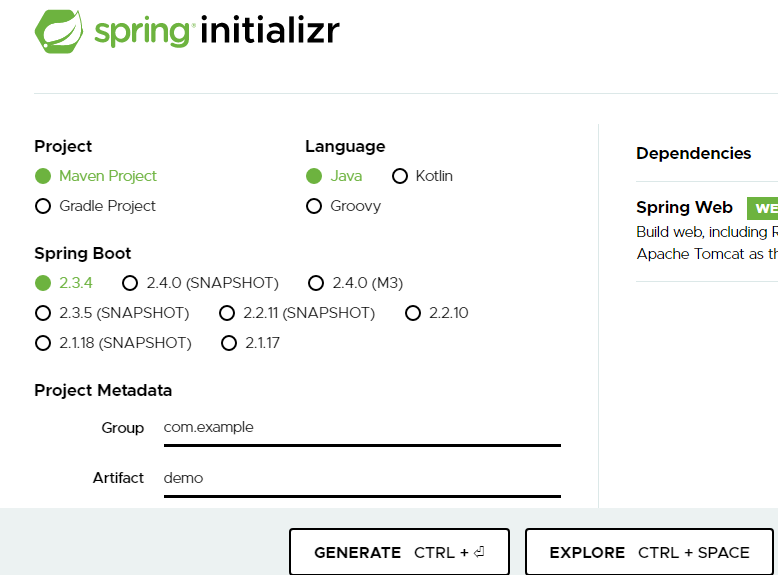 spring initializr
Project
Maven Project
Gradle Project
Language
Java Kotlin
Groovy
Spring Boot
2.3.4 2.4.0 (SNAPSHOT) 2.4.0 (M3)
2.3.5 (SNAPSHOT) 2.2.11 (SNAPSHOT) 2.2.10
2.1.18 (SNAPSHOT) 2.1.17
Project Metadata
Group com.example
Artifact demo
Dependencies
Spring Web WE
Build web, including R
Apache Tomcat as th
GENERATE CTRL + ⏎
EXPLORE CTRL + SPACE